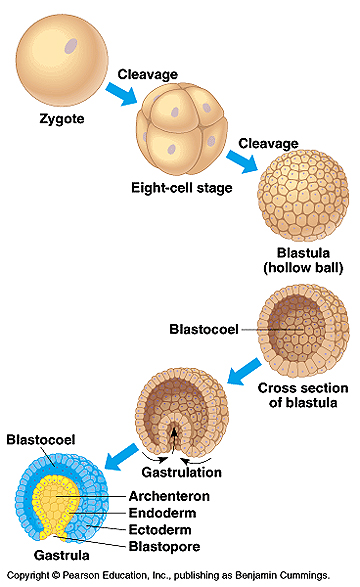 Cleavage
Zygote
Cleavage
Eight-cell stage
Blastula
(hollow ball)
Blastocoel
Cross section
of blastula
Gastrulation
Blastocoel
Archenteron
Endoderm
Ectoderm
Blastopore
Gastrula
Copyright © Pearson Education, Inc., publishing as Benjamin Cummings.